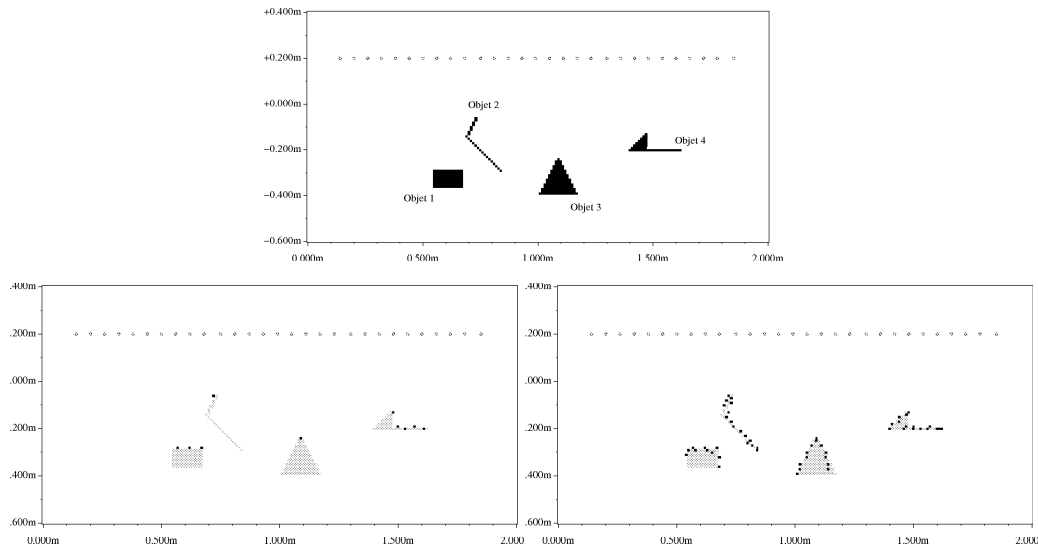 +0.400m
+0.200m
+0.000m
−0.200m
−0.400m
−0.600m
0.000m 0.500m 1.000m 1.500m 2.000m
Objet 2
Objet 4
Objet 1
Objet 3
.400m
.200m
.000m
.200m
.400m
.600m
0.000m 0.500m 1.000m 1.500m 2.000
.400m
.200m
.000m
.200m
.400m
.600m
0.000m 0.500m 1.000m 1.500m 2.000